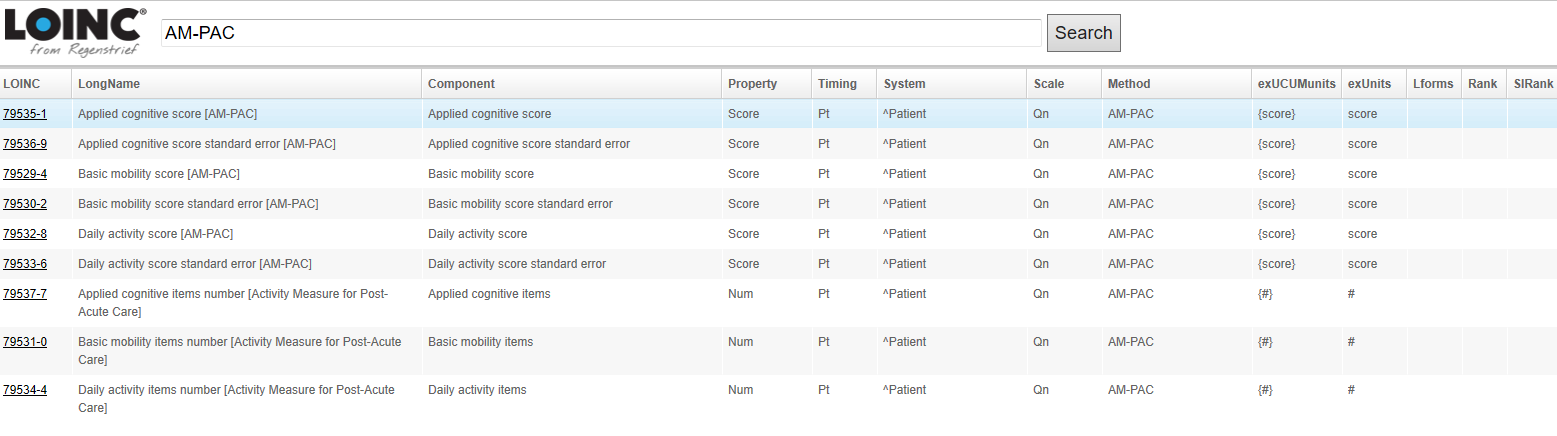 LOINC®
from Regenstrief
AM-PAC Search
LOINC LongName Component Property Timing System Scale Method exUCUMunits exUnits Lforms Rank SIRank
79535-1 Applied cognitive score [AM-PAC] Applied cognitive score Score Pt ^Patient Qn AM-PAC {score} score
79536-9 Applied cognitive score standard error [AM-PAC] Applied cognitive score standard error Score Pt ^Patient Qn AM-PAC {score} score
79529-4 Basic mobility score [AM-PAC] Basic mobility score Score Pt ^Patient Qn AM-PAC {score} score
79530-2 Basic mobility score standard error [AM-PAC] Basic mobility score standard error Score Pt ^Patient Qn AM-PAC {score} score
79532-8 Daily activity score [AM-PAC] Daily activity score Score Pt ^Patient Qn AM-PAC {score} score
79533-6 Daily activity score standard error [AM-PAC] Daily activity score standard error Score Pt ^Patient Qn AM-PAC {score} score
79537-7 Applied cognitive items number [Activity Measure for Post- Applied cognitive items Num Pt ^Patient Qn AM-PAC {#} #
Acute Care]
79531-0 Basic mobility items number [Activity Measure for Post-Acute Basic mobility items Num Pt ^Patient Qn AM-PAC {#} #
Care]
79534-4 Daily activity items number [Activity Measure for Post-Acute Daily activity items Num Pt ^Patient Qn AM-PAC {#} #
Care]